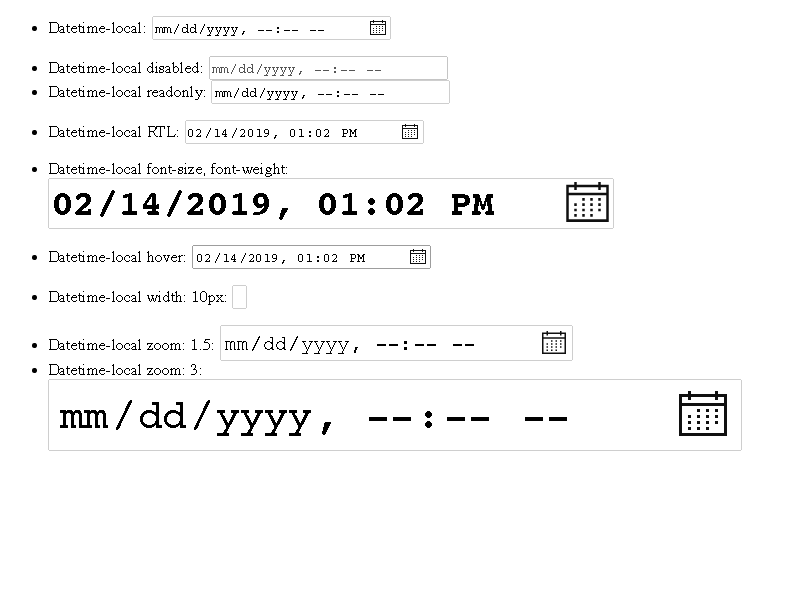 Datetime-local: mm/dd/yyyy, --:-- --
Datetime-local disabled: mm/dd/yyyy, --:-- --
Datetime-local readonly: mm/dd/yyyy, --:-- --
Datetime-local RTL: 02/14/2019, 01:02 PM
Datetime-local font-size, font-weight:
02/14/2019, 01:02 PM
Datetime-local hover: 02/14/2019, 01:02 PM
Datetime-local width: 10px:
Datetime-local zoom: 1.5: mm/dd/yyyy, --:-- --
Datetime-local zoom: 3:
mm/dd/yyyy, --:-- --